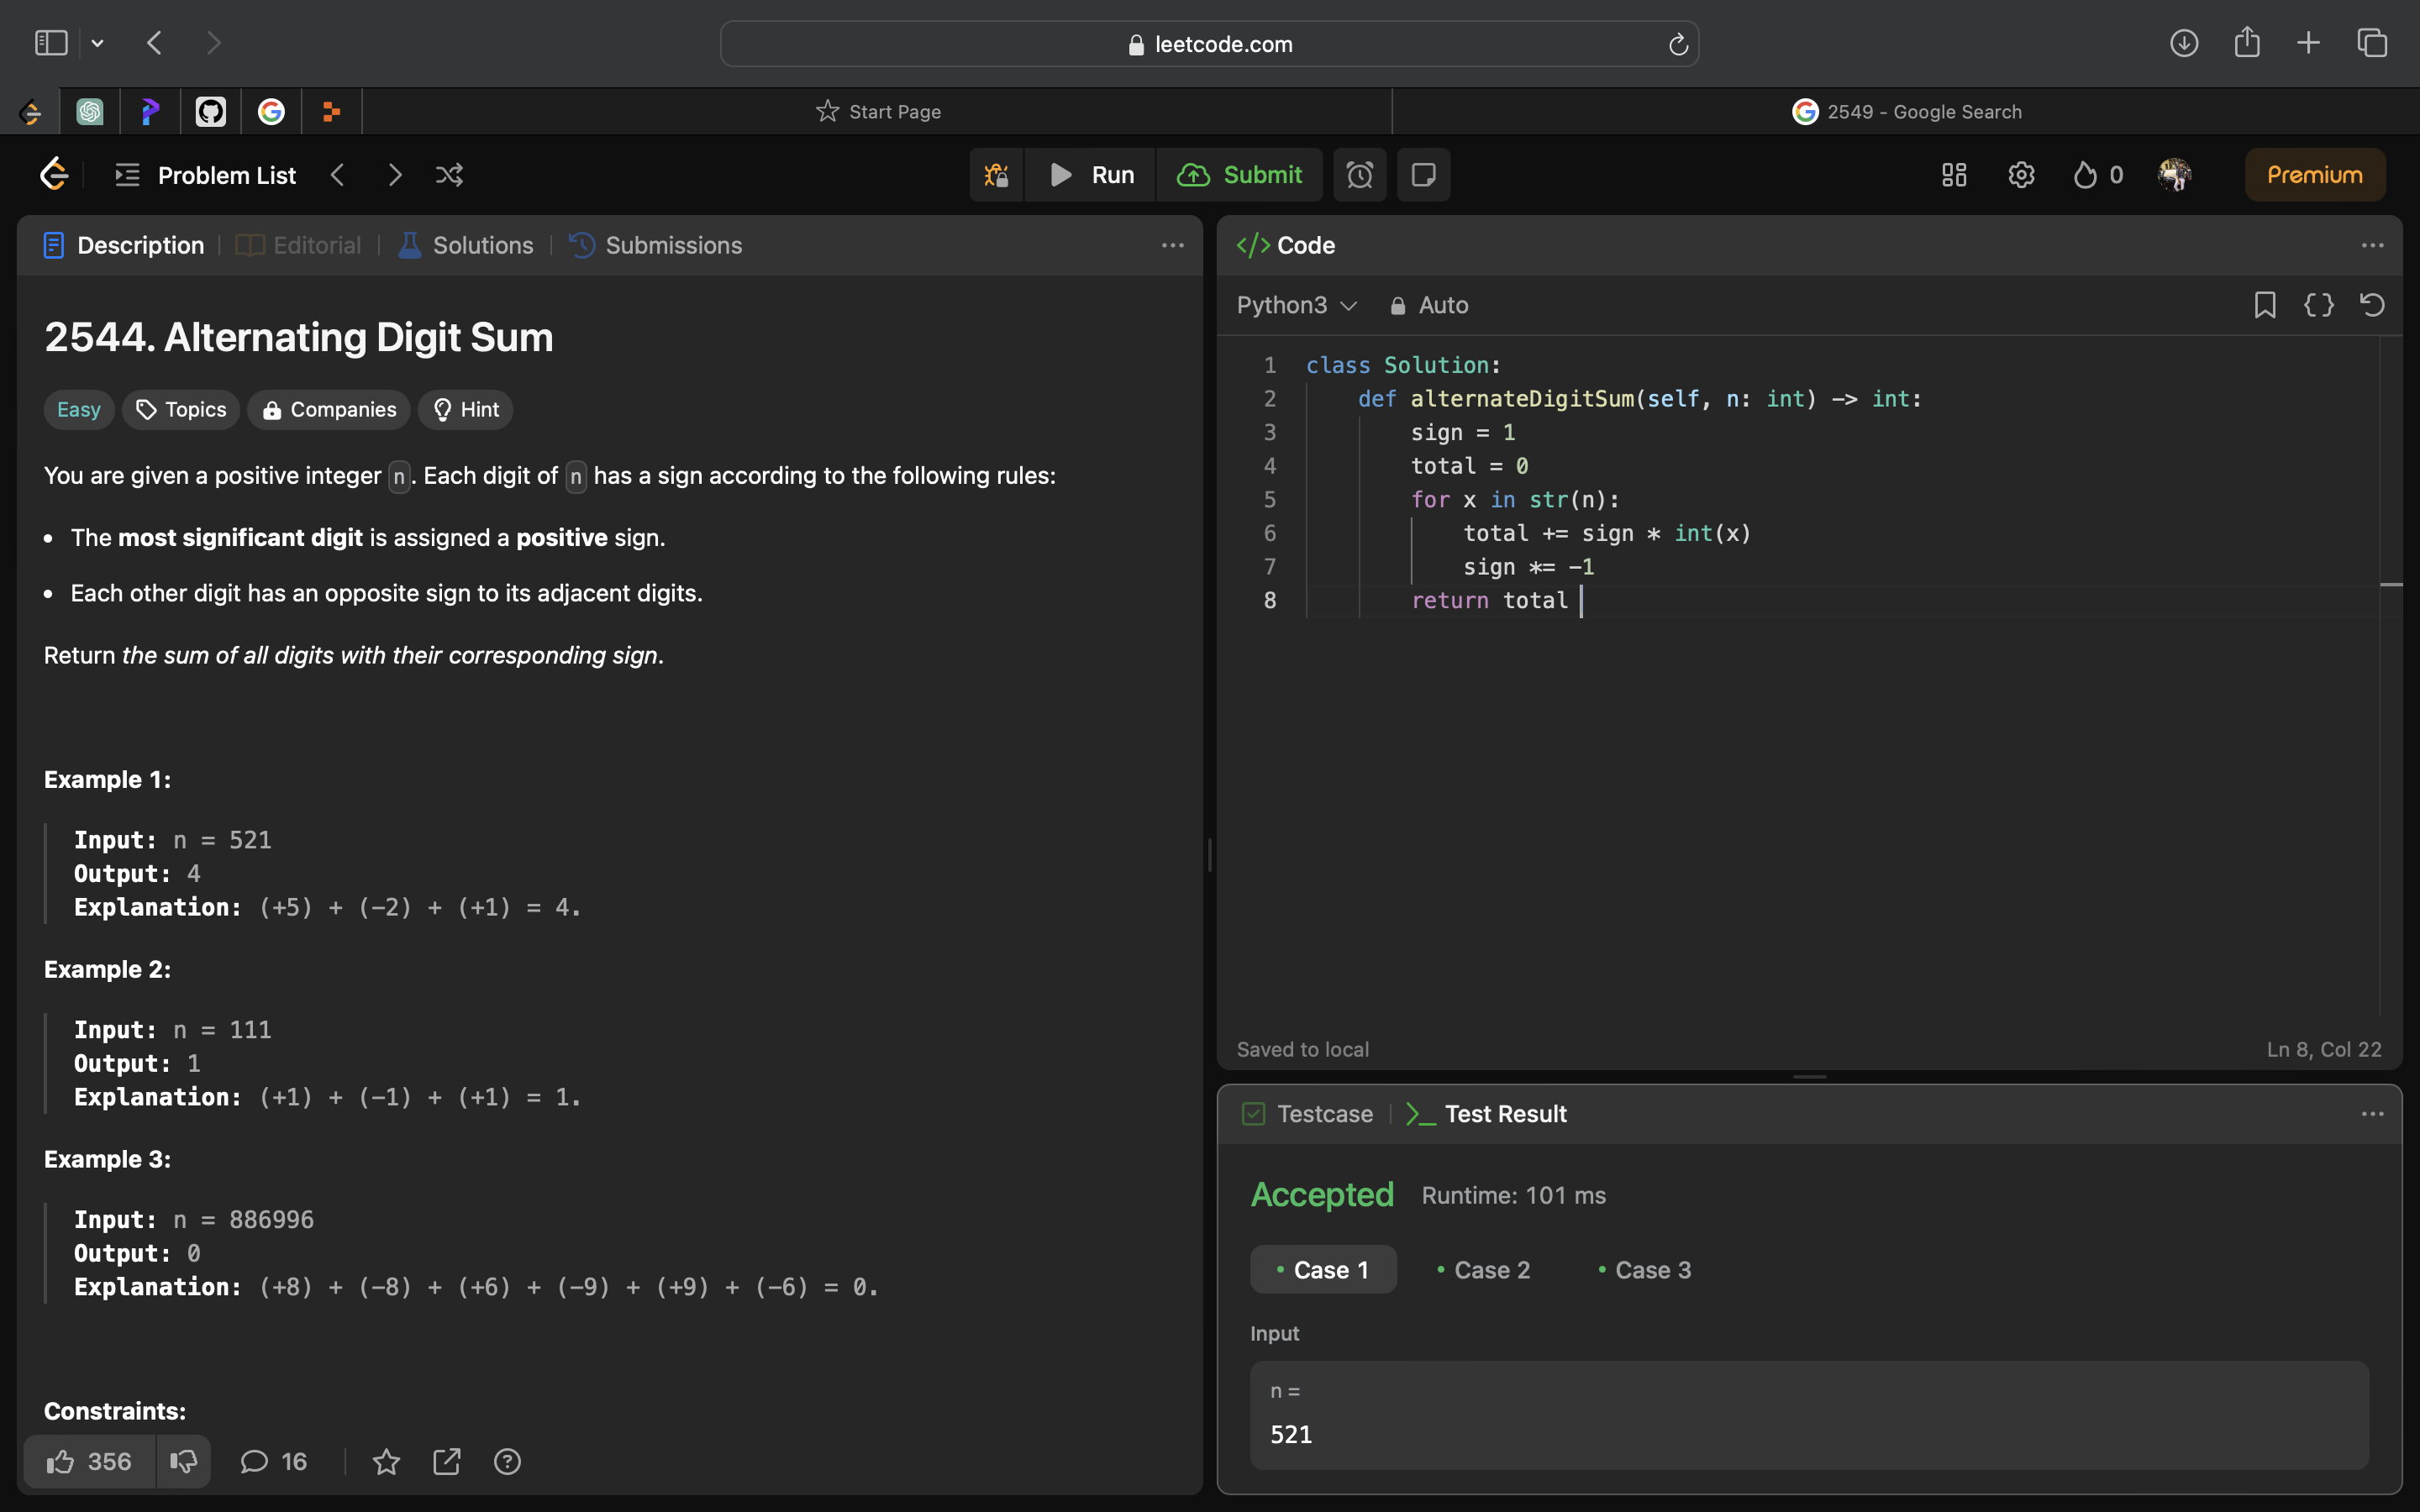 leetcode.com
Start Page
2549 - Google Search
Problem List
Run
Submit
0
Premium
Description
Editorial
Solutions
Submissions
2544. Alternating Digit Sum
Easy
Topics
Companies
Hint
You are given a positive integer n. Each digit of n has a sign according to the following rules:
• The most significant digit is assigned a positive sign.
• Each other digit has an opposite sign to its adjacent digits.
Return the sum of all digits with their corresponding sign.
Example 1:
Input: n = 521
Output: 4
Explanation: (+5) + (-2) + (+1) = 4.
Example 2:
Input: n = 111
Output: 1
Explanation: (+1) + (-1) + (+1) = 1.
Example 3:
Input: n = 886996
Output: 0
Explanation: (+8) + (-8) + (+6) + (-9) + (+9) + (-6) = 0.
Constraints:
356
16
</> Code
Python3
Auto
1 class Solution:
2 def alternateDigitSum(self, n: int) -> int:
3 sign = 1
4 total = 0
5 for x in str(n):
6 total += sign * int(x)
7 sign *= -1
8 return total
Saved to local
Ln 8, Col 22
Testcase
>_ Test Result
Accepted
Runtime: 101 ms
• Case 1
• Case 2
• Case 3
Input
n =
521